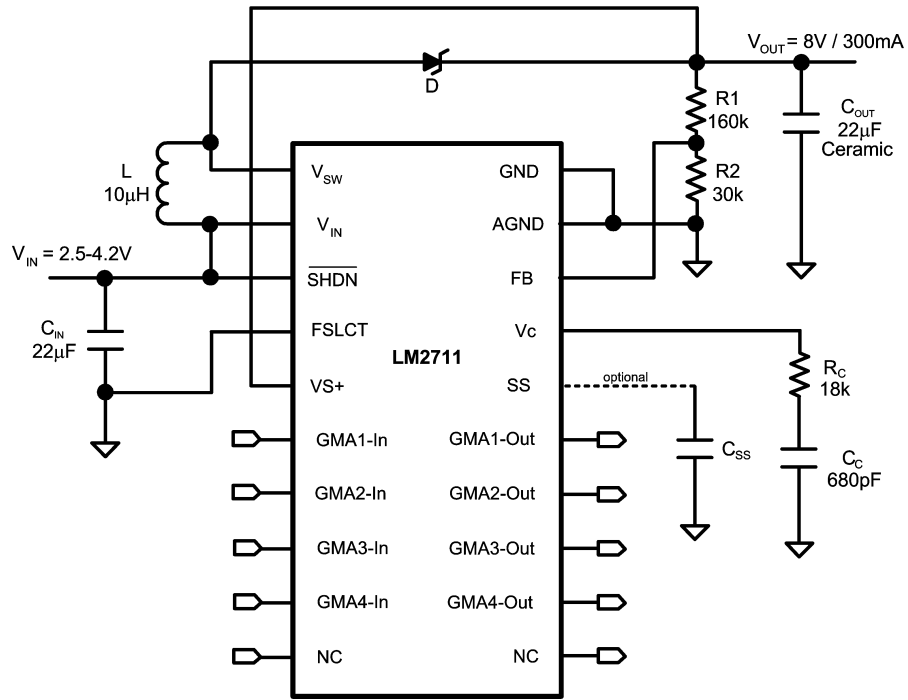 VOUT = 8V / 300mA
D
R1
160k
COUT
22µF
Ceramic
L
10µH
VSW
GND
R2
30k
VIN
AGND
VIN = 2.5-4.2V
SHDN
FB
CIN
22µF
FSLCT
Vc
LM2711
RC
18k
VS+
SS
optional
GMA1-In
GMA1-Out
CSS
CC
680pF
GMA2-In
GMA2-Out
GMA3-In
GMA3-Out
GMA4-In
GMA4-Out
NC
NC